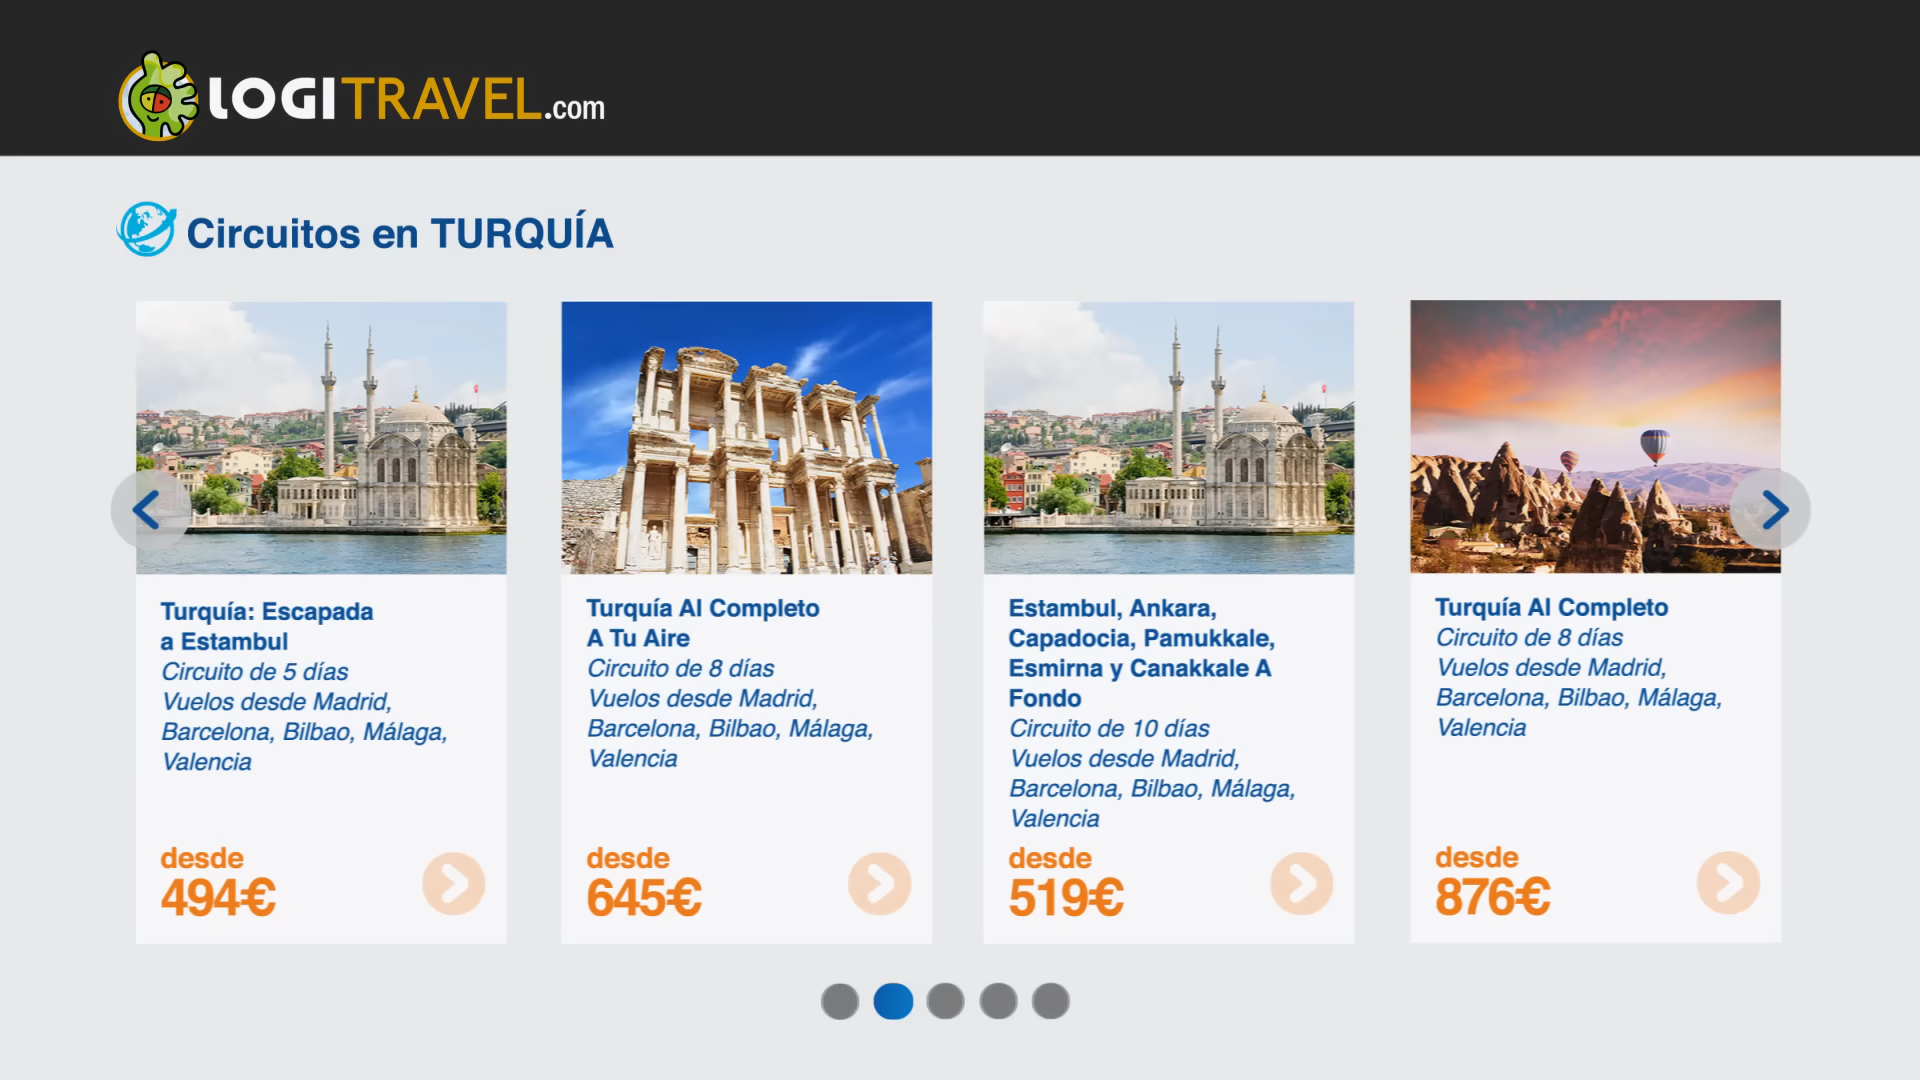 LOGITRAVEL.com
Circuitos en TURQUÍA
Turquía: Escapada
a Estambul
Circuito de 5 días
Vuelos desde Madrid,
Barcelona, Bilbao, Málaga,
Valencia
desde
494€
Turquía Al Completo
A Tu Aire
Circuito de 8 días
Vuelos desde Madrid,
Barcelona, Bilbao, Málaga,
Valencia
desde
645€
Estambul, Ankara,
Capadocia, Pamukkale,
Esmirna y Canakkale A
Fondo
Circuito de 10 días
Vuelos desde Madrid,
Barcelona, Bilbao, Málaga,
Valencia
desde
519€
Turquía Al Completo
Circuito de 8 días
Vuelos desde Madrid,
Barcelona, Bilbao, Málaga,
Valencia
desde
876€